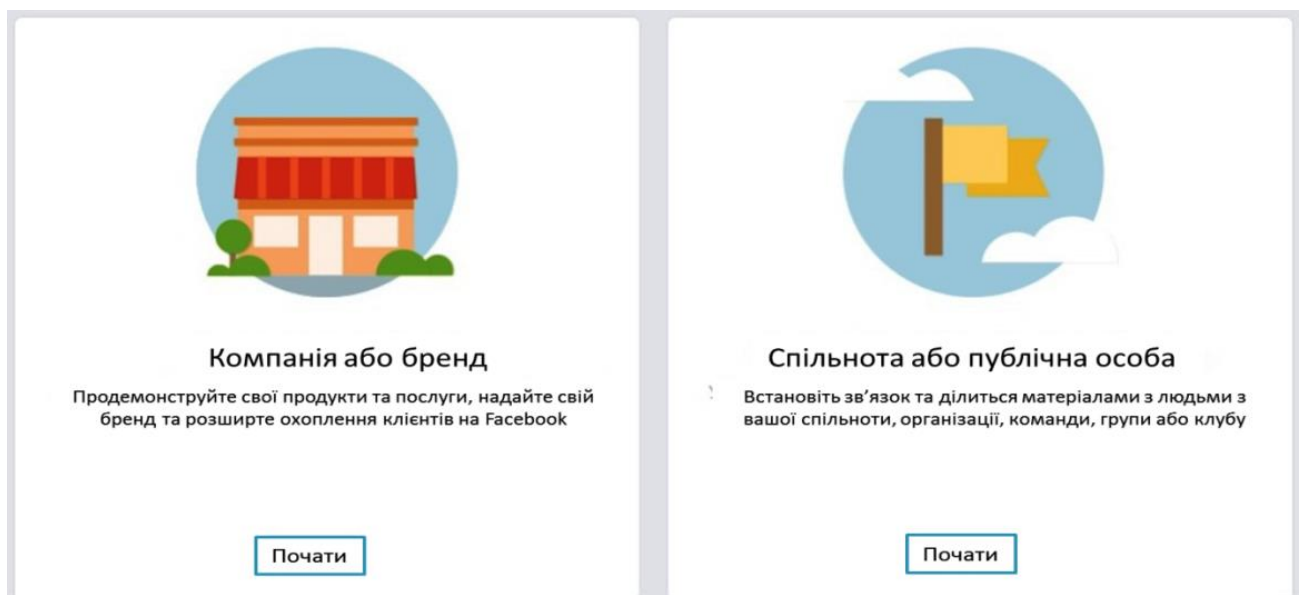 Компанія або бренд
Продемонструйте свої продукти та послуги, надайте свій
бренд та розширте охоплення клієнтів на Facebook
Почати
Спільнота або публічна особа
Встановіть зв'язок та ділиться матеріалами з людьми з
вашої спільноти, організації, команди, групи або клубу
Почати